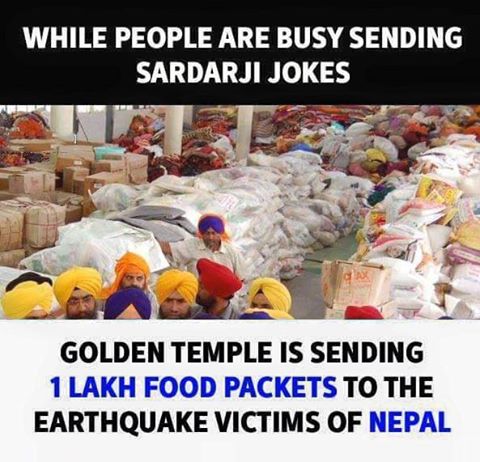 WHILE PEOPLE ARE BUSY SENDING
SARDARJI JOKES
GOLDEN TEMPLE IS SENDING
1 LAKH FOOD PACKETS TO THE
EARTHQUAKE VICTIMS OF NEPAL